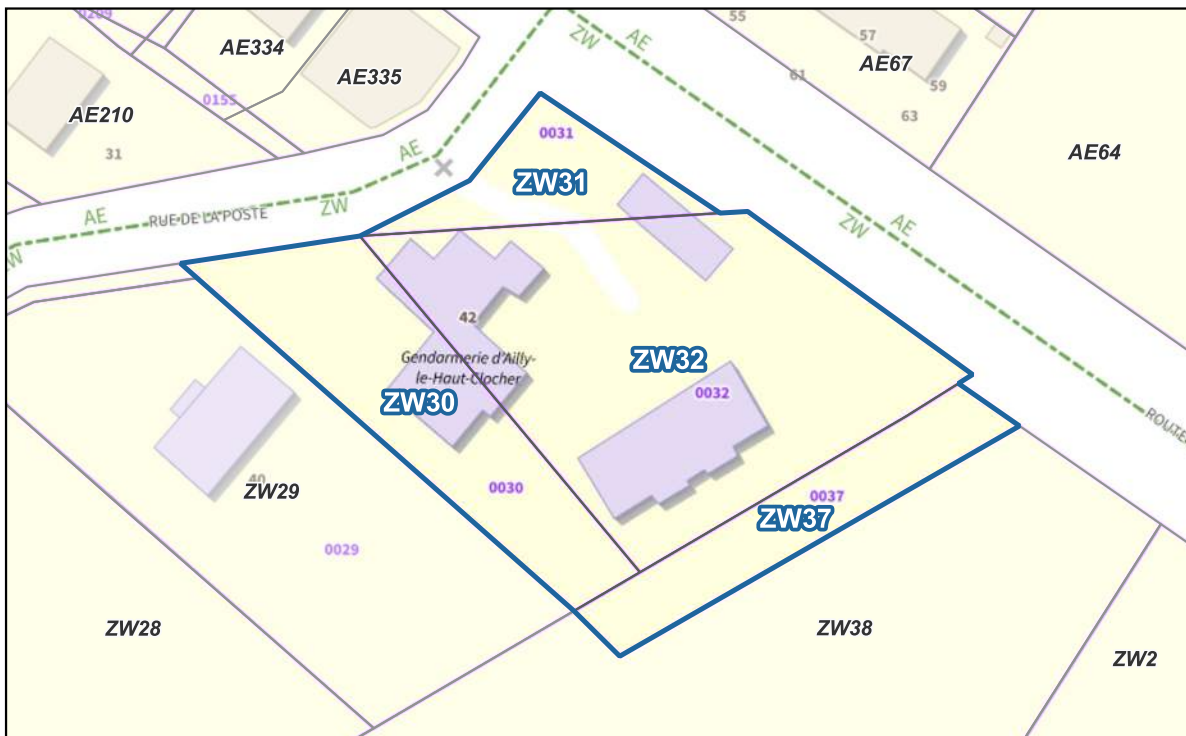 0209
55
AE334
ZW
AE
57
AE67
AE335
61
59
0155
AE210
63
31
0031
AE
AE64
ZW31
AE
RUE DE LA POSTE
ZW
ZW
AE
ZW
42
Gendarmerie d'Ailly-
le-Haut-Clocher
ZW32
0032
ZW30
ROUTE
40
ZW29
0030
0037
ZW37
0029
ZW28
ZW38
ZW2